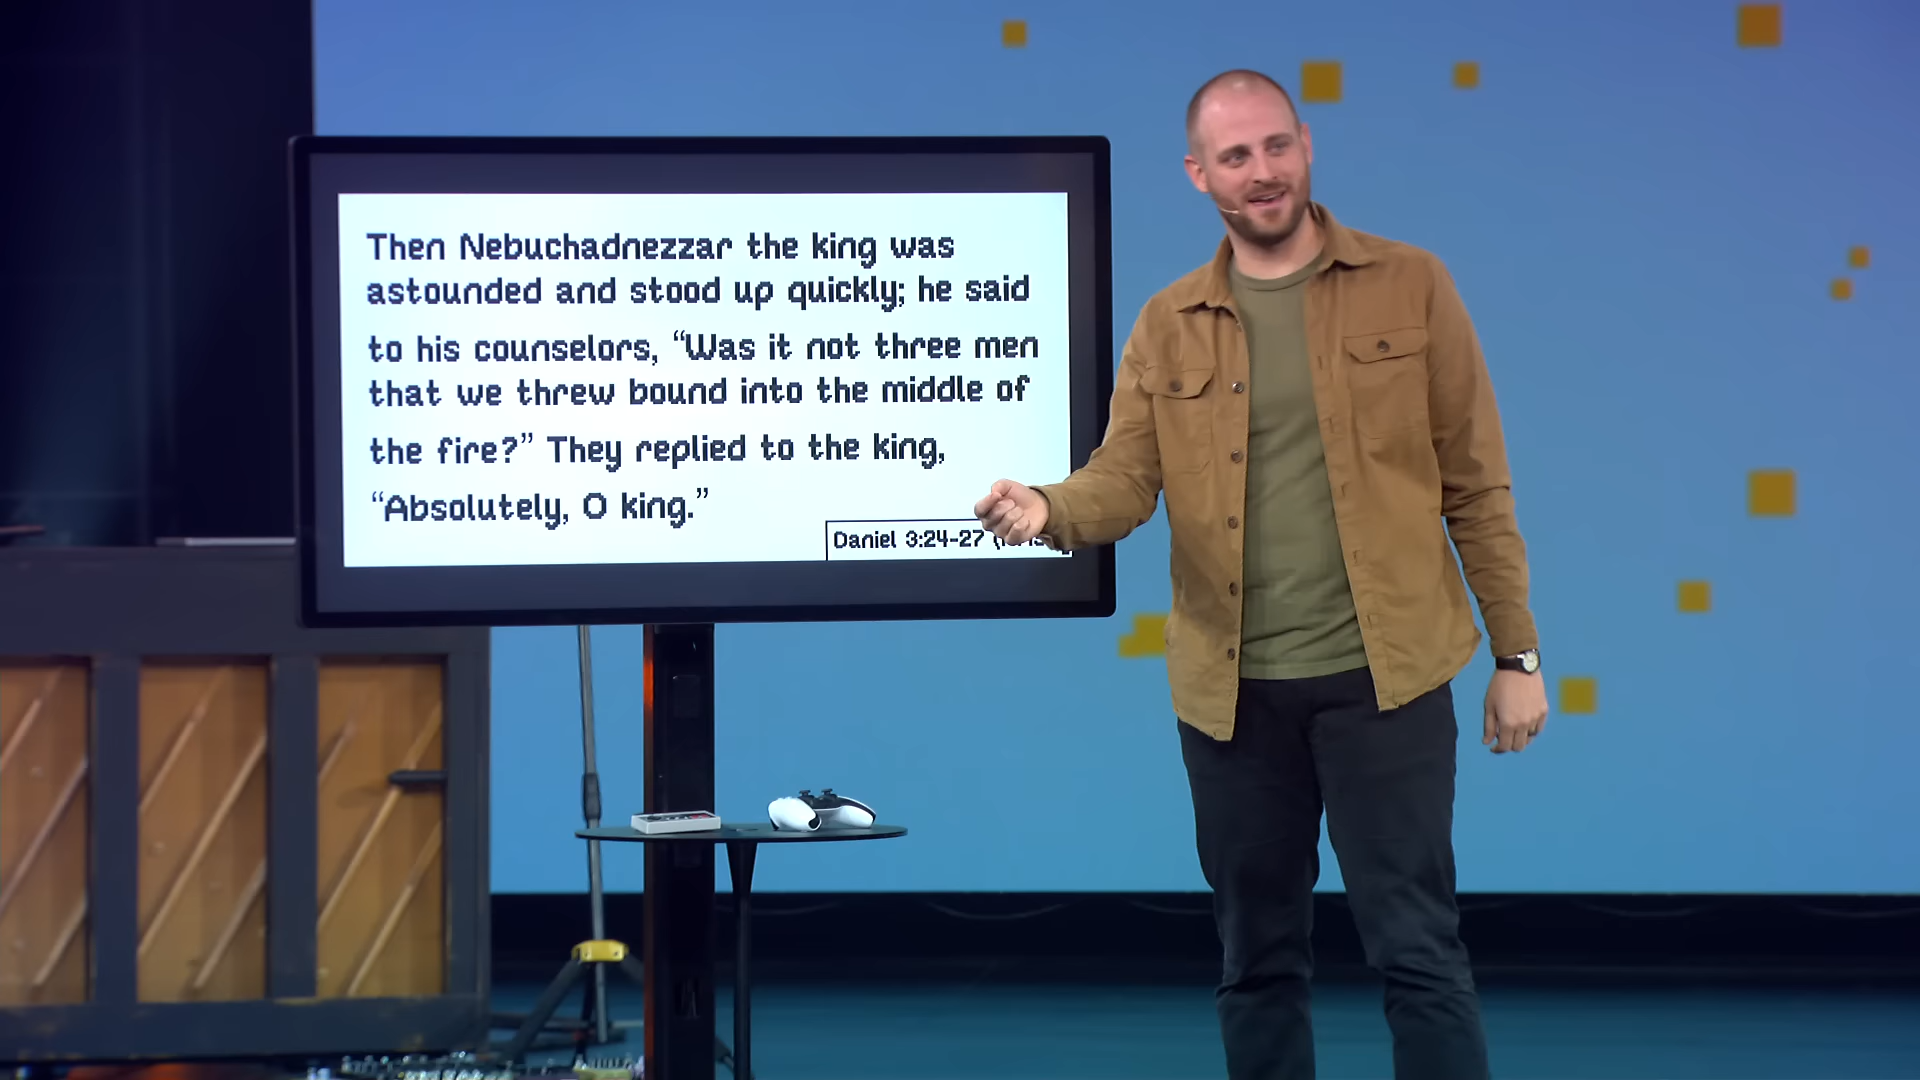 Then Nebuchadnezzar the king was
astounded and stood up quickly; he said
to his counselors, “Was it not three men
that we threw bound into the middle of
the fire?” They replied to the king,
“Absolutely, O king.”
Daniel 3:24-27